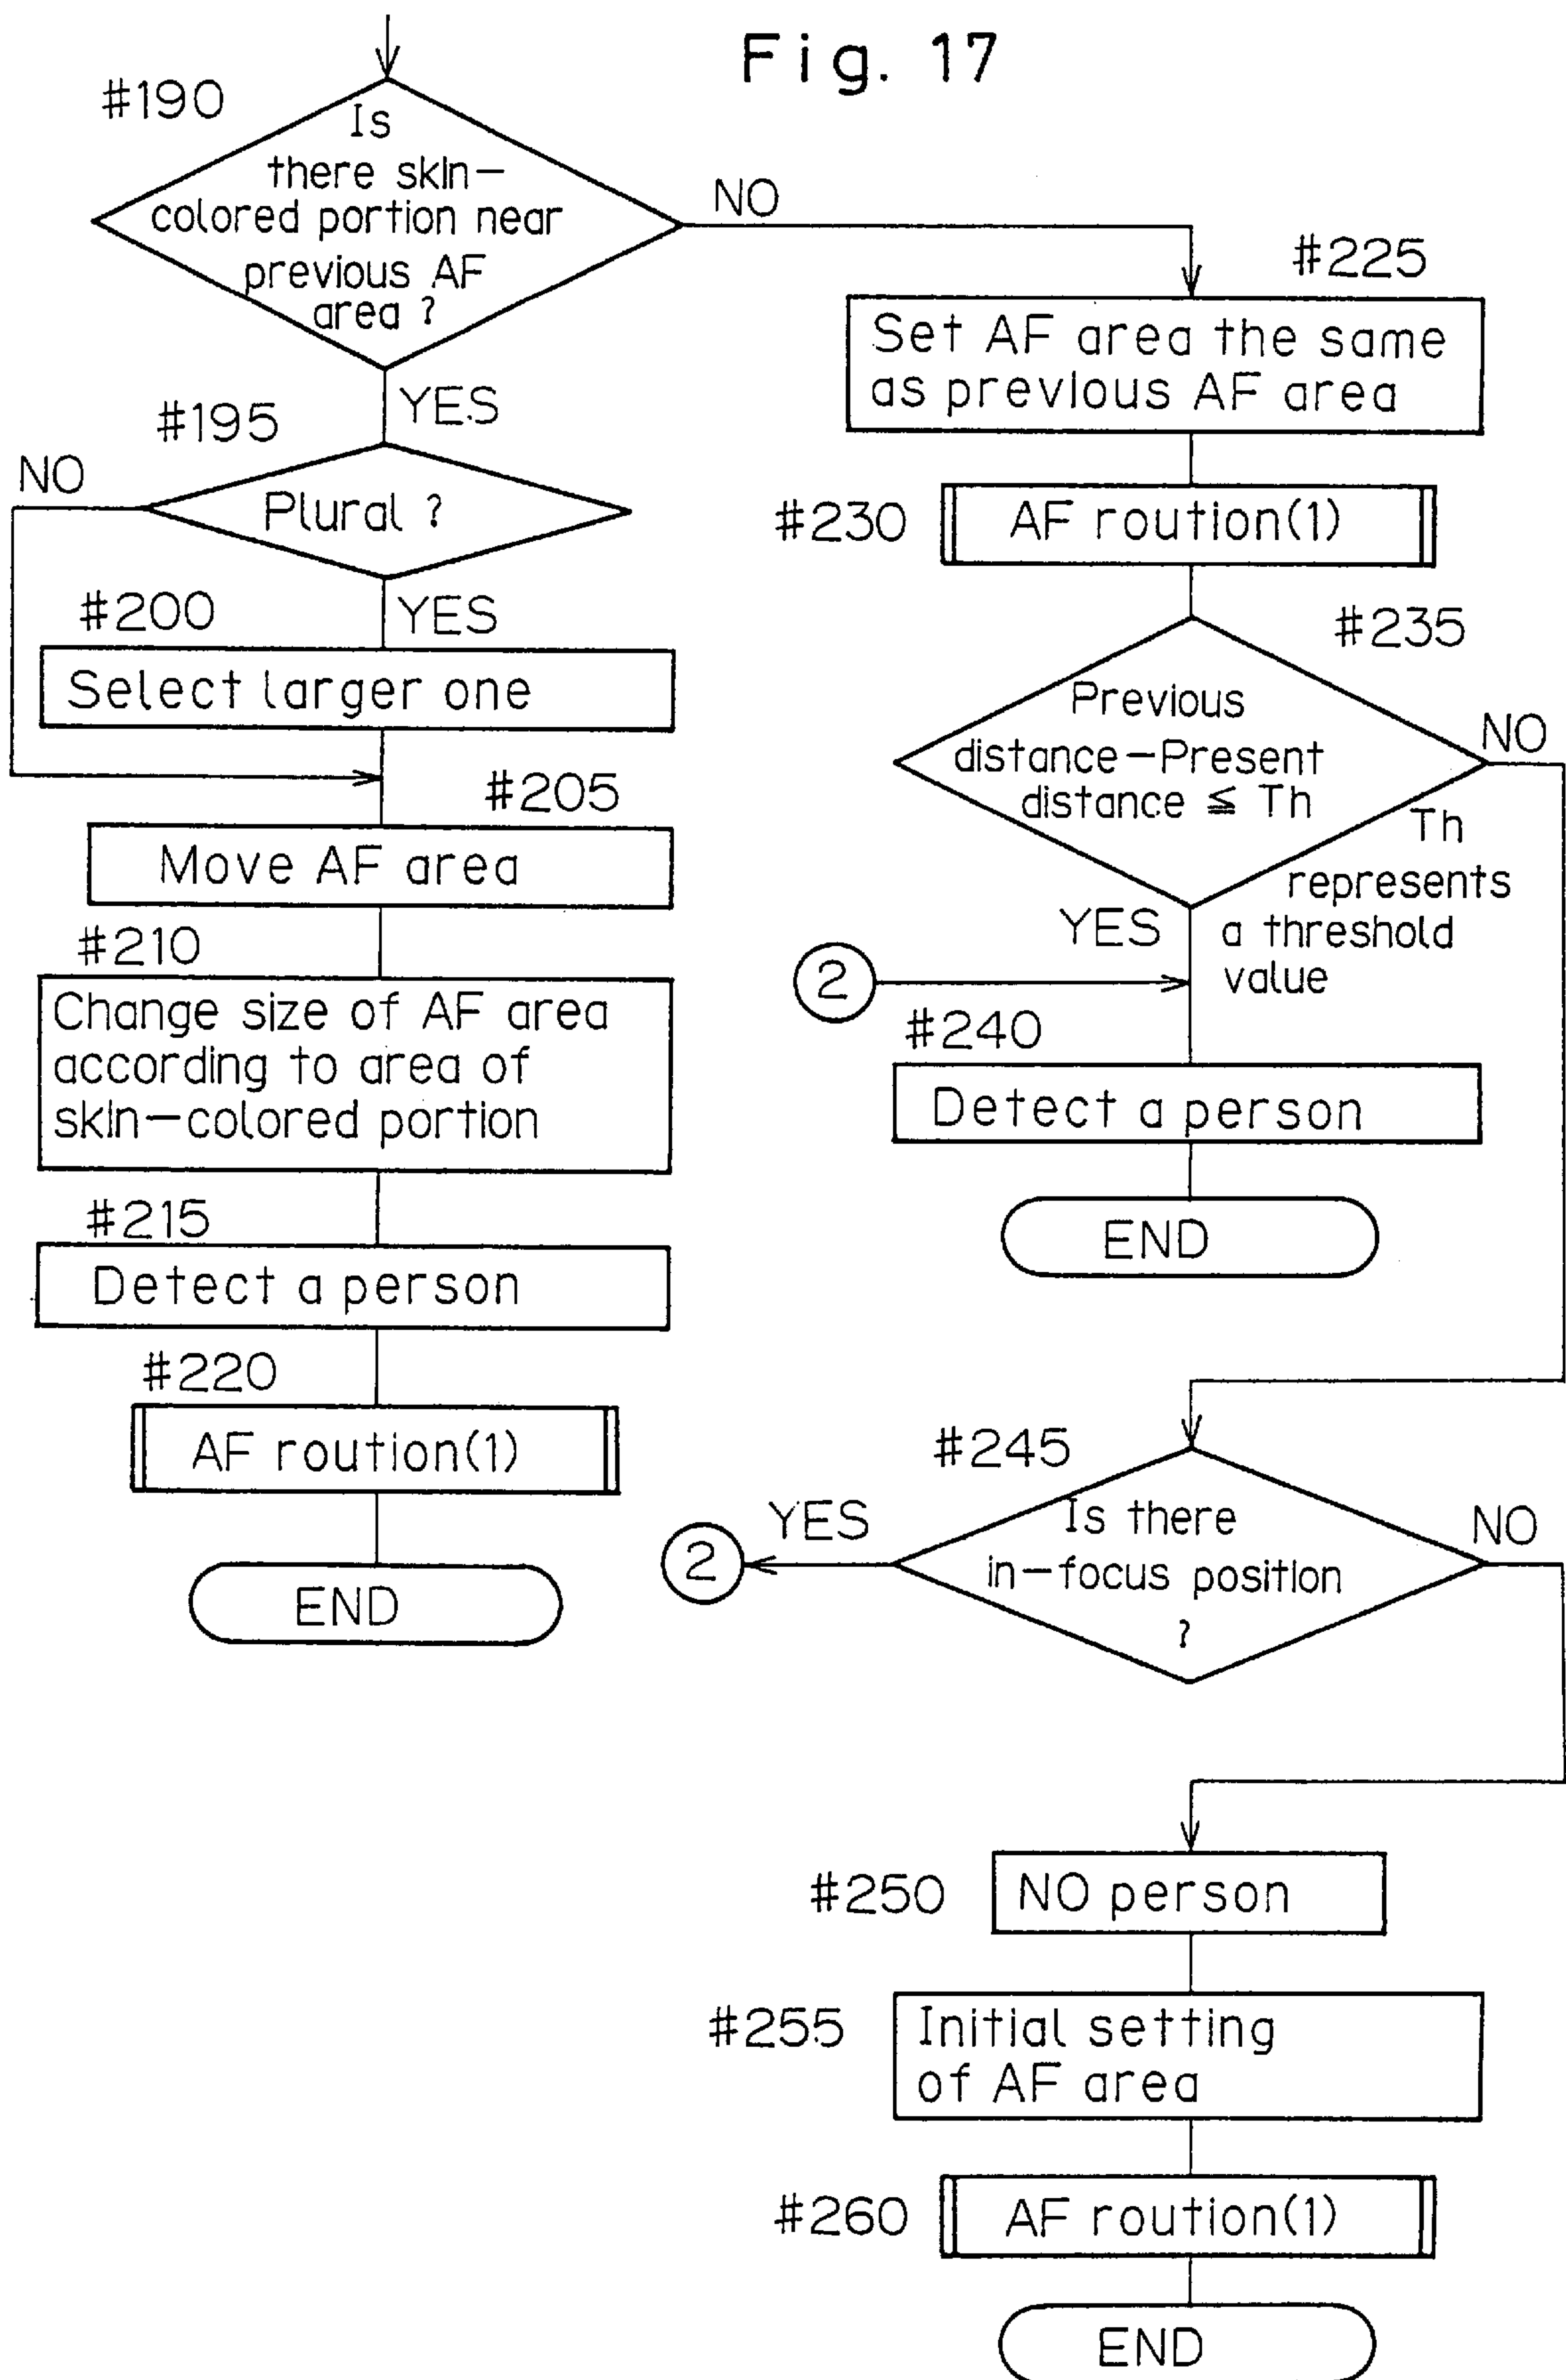 Fig. 17
#190
Is
there skin-
colored portion near
previous AF
area ?
NO
YES
#195
NO
Plural ?
YES
#200
Select larger one
#205
Move AF area
#210
Change size of AF area
according to area of
skin-colored portion
#215
Detect a person
#220
AF roution(1)
END
#225
Set AF area the same
as previous AF area
#230
AF roution(1)
#235
Previous
distance-Present
distance ≦ Th
NO
Th
represents
a threshold
value
YES
2
#240
Detect a person
END
#245
Is there
in-focus position
?
YES
2
NO
#250
NO person
#255
Initial setting
of AF area
#260
AF roution(1)
END